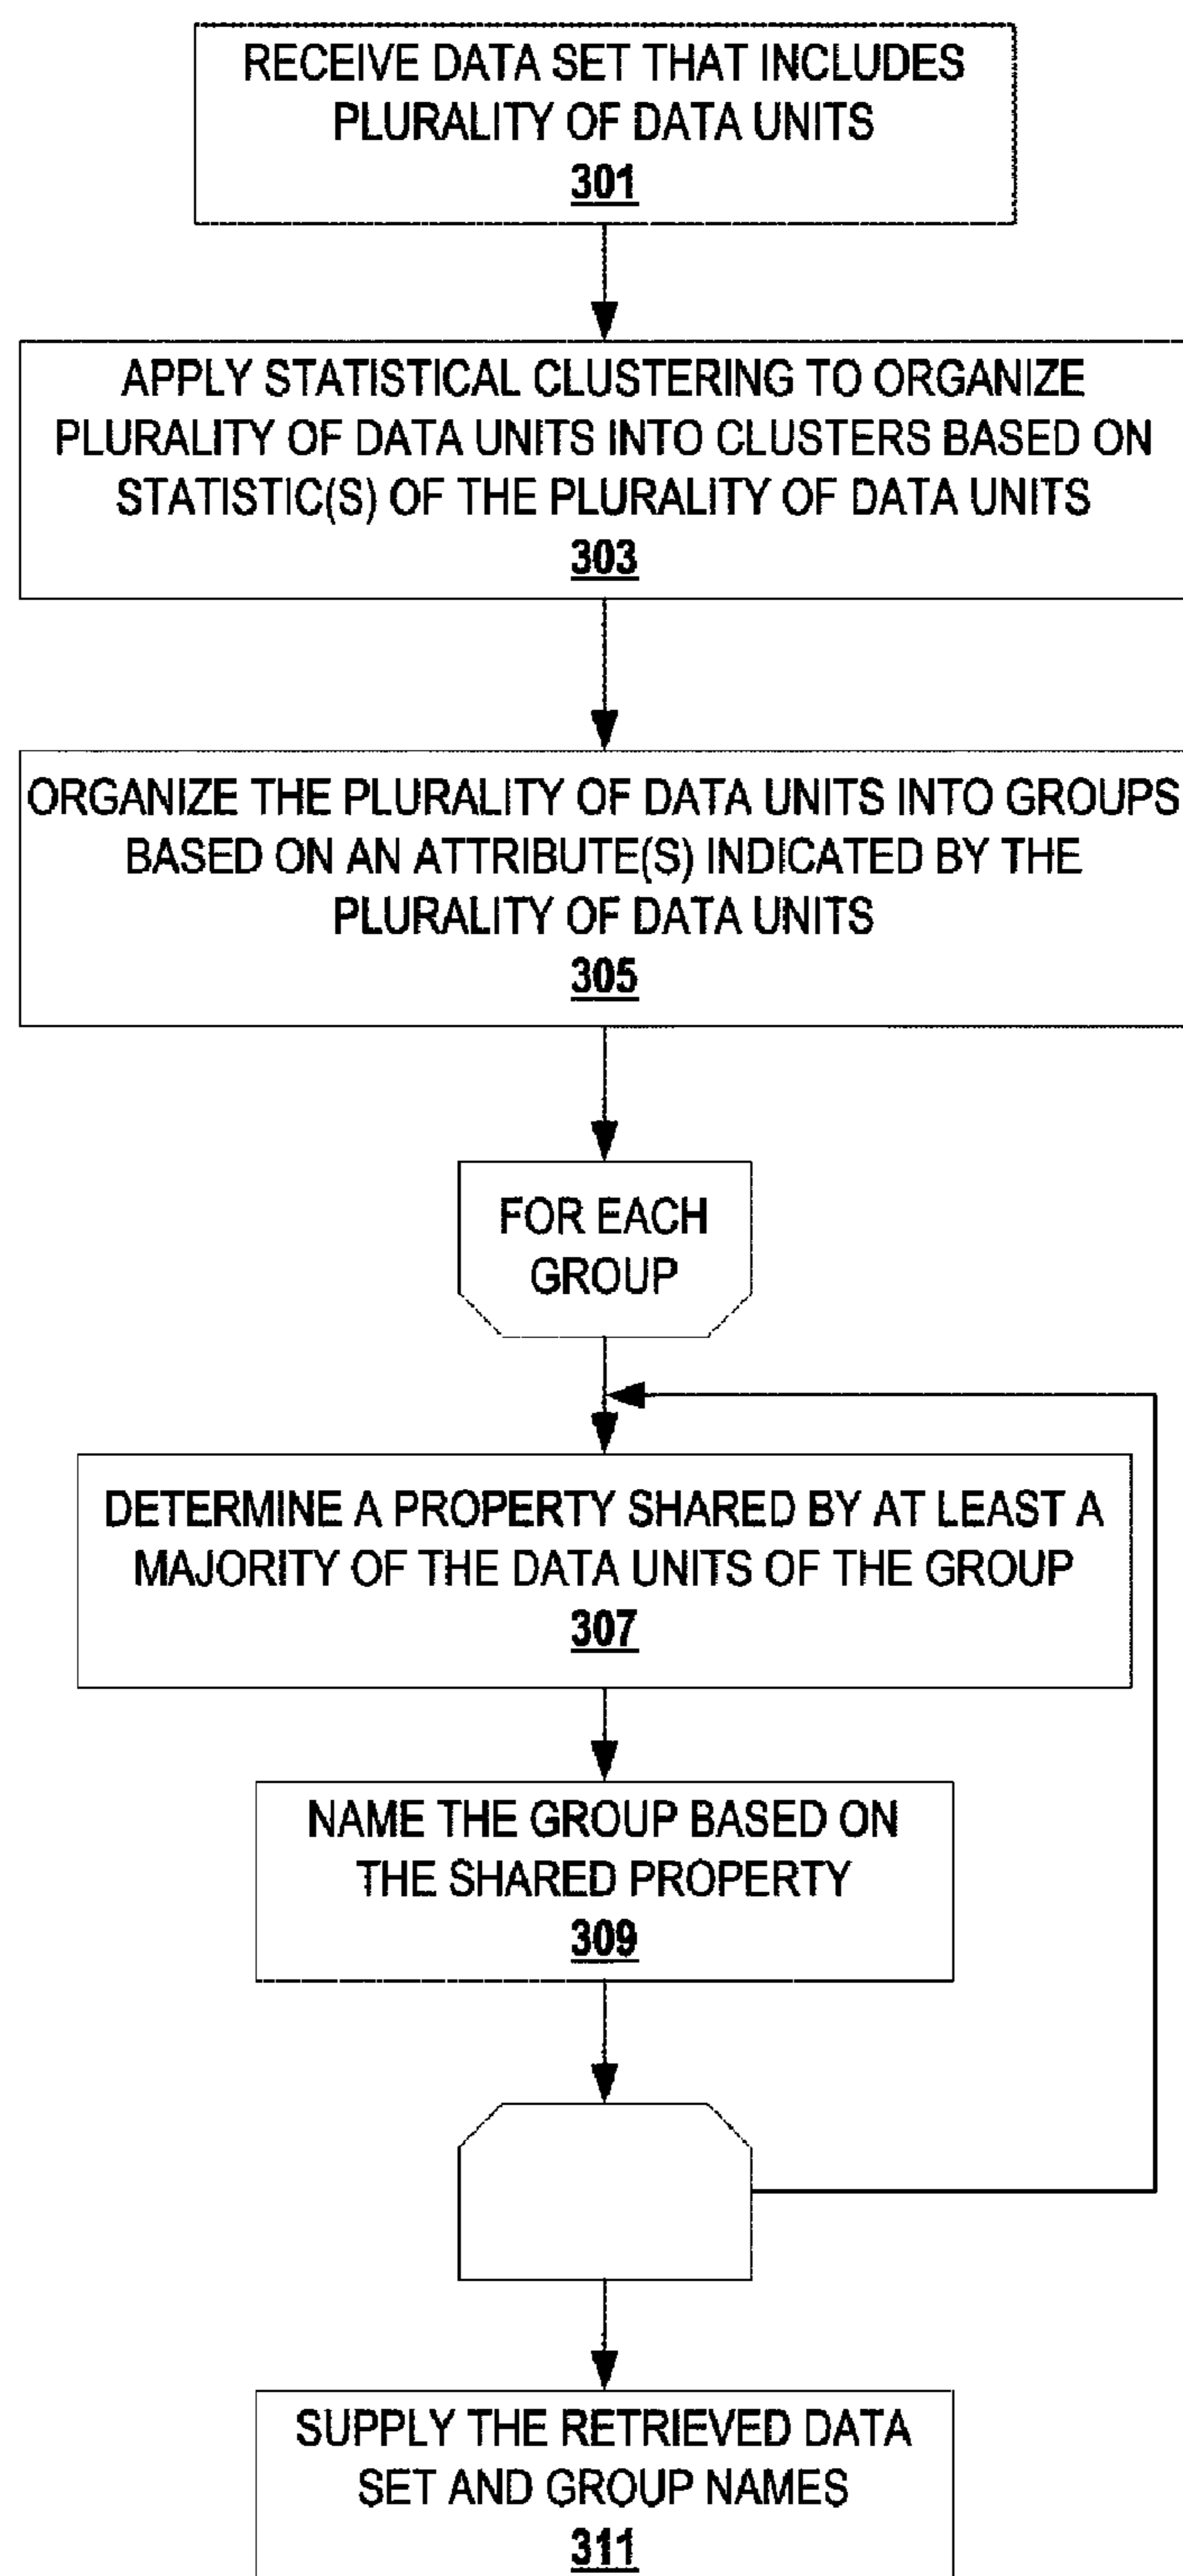 RECEIVE DATA SET THAT INCLUDES
PLURALITY OF DATA UNITS
301
APPLY STATISTICAL CLUSTERING TO ORGANIZE
PLURALITY OF DATA UNITS INTO CLUSTERS BASED ON
STATISTIC(S) OF THE PLURALITY OF DATA UNITS
303
ORGANIZE THE PLURALITY OF DATA UNITS INTO GROUPS
BASED ON AN ATTRIBUTE(S) INDICATED BY THE
PLURALITY OF DATA UNITS
305
FOR EACH
GROUP
DETERMINE A PROPERTY SHARED BY AT LEAST A
MAJORITY OF THE DATA UNITS OF THE GROUP
307
NAME THE GROUP BASED ON
THE SHARED PROPERTY
309
SUPPLY THE RETRIEVED DATA
SET AND GROUP NAMES
311